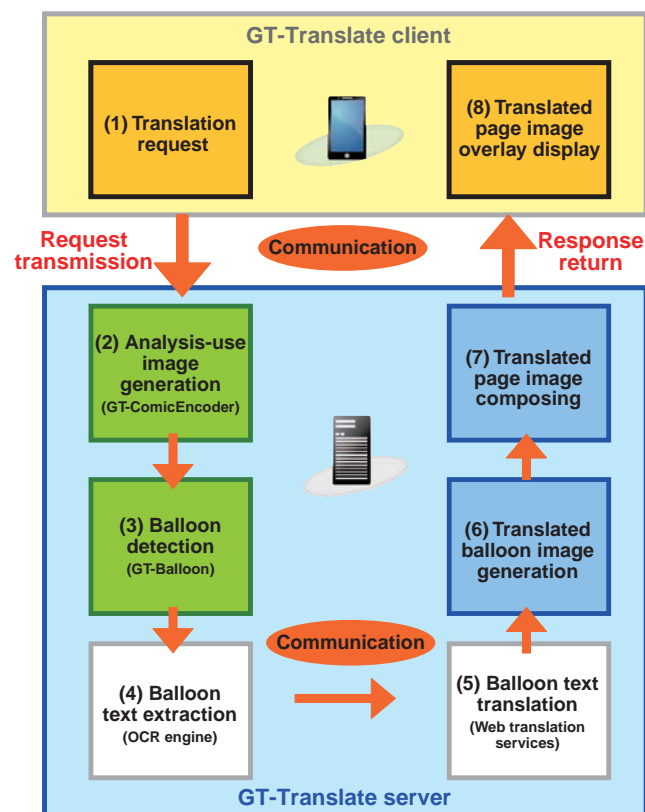 GT-Translate client
(1) Translation
request
(8) Translated
page image
overlay display
Request
transmission
Communication
Response
return
(2) Analysis-use
image
generation
(GT-ComicEncoder)
(7) Translated
page image
composing
(3) Balloon
detection
(GT-Balloon)
(6) Translated
balloon image
generation
Communication
(4) Balloon
text extraction
(OCR engine)
(5) Balloon text
translation
(Web translation
services)
GT-Translate server